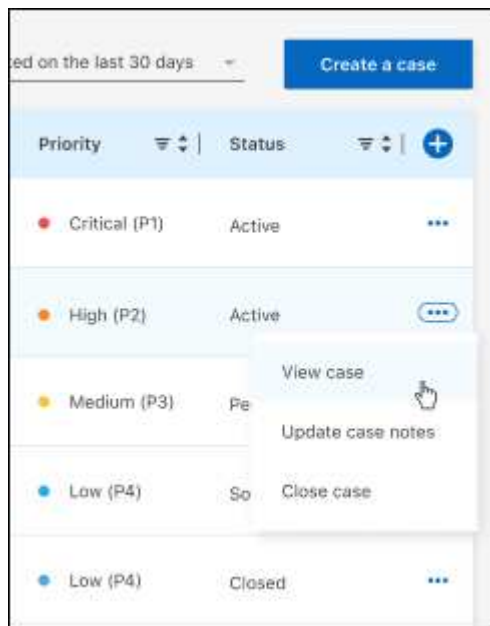 ted on the last 30 days
Create a case
Priority Status
Critical (P1) Active
High (P2) Active
View case
Medium (P3) Pe
Update case notes
Low (P4) So Close case
Low (P4) Closed